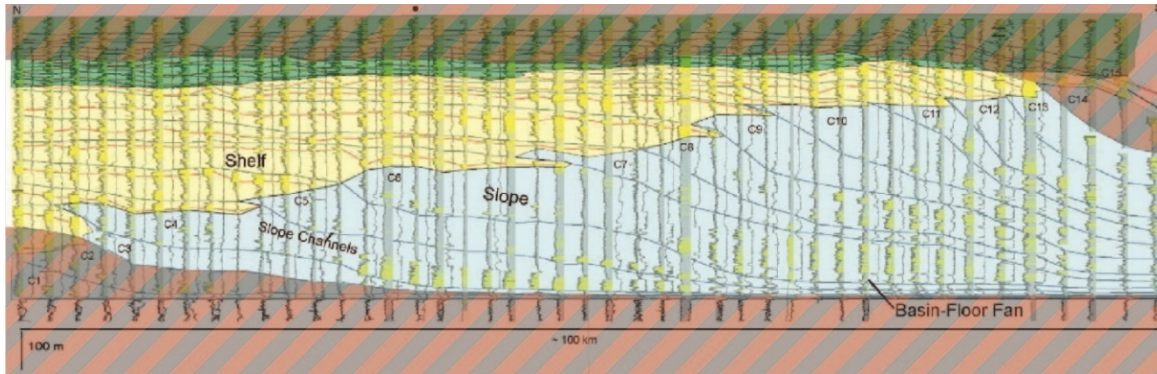 N
C15
C14
C13
C12
C11
C10
C9
C8
C7
C6
Shelf
Slope
C5
C4
Slope Channels
C3
C2
C1
Basin-Floor Fan
100 m
~ 100 km